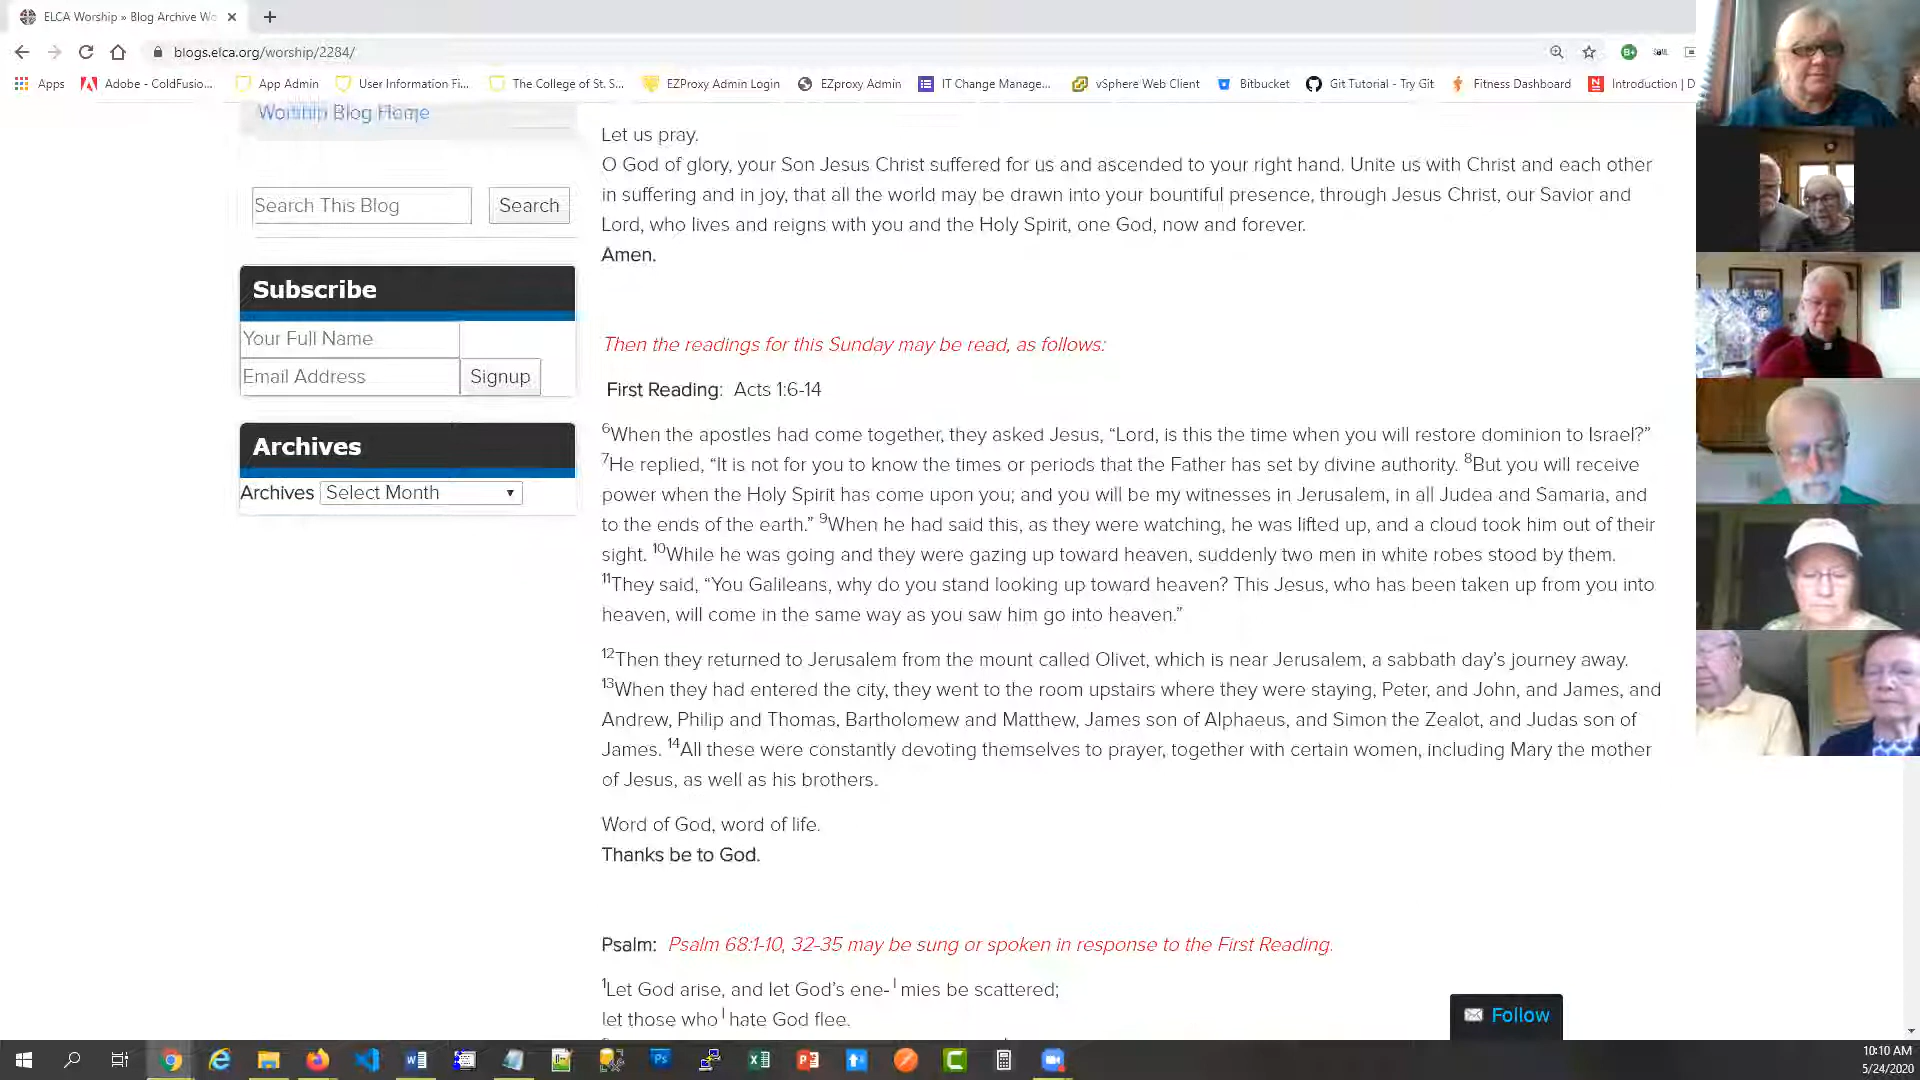 ELCA Worship » Blog Archive Wo
blogs.elca.org/worship/2284/
Apps
Adobe - ColdFusio...
App Admin
User Information Fi...
The College of St. S...
EZProxy Admin Login
EZproxy Admin
IT Change Manage...
vSphere Web Client
Bitbucket
Git Tutorial - Try Git
Fitness Dashboard
Introduction | D
Worship Blog Home
Search This Blog
Search
Subscribe
Your Full Name
Email Address
Signup
Archives
Archives Select Month
Let us pray.
O God of glory, your Son Jesus Christ suffered for us and ascended to your right hand. Unite us with Christ and each other
in suffering and in joy, that all the world may be drawn into your bountiful presence, through Jesus Christ, our Savior and
Lord, who lives and reigns with you and the Holy Spirit, one God, now and forever.
Amen.
Then the readings for this Sunday may be read, as follows:
First Reading: Acts 1:6-14
6When the apostles had come together, they asked Jesus, “Lord, is this the time when you will restore dominion to Israel?”
7He replied, “It is not for you to know the times or periods that the Father has set by divine authority. 8But you will receive
power when the Holy Spirit has come upon you; and you will be my witnesses in Jerusalem, in all Judea and Samaria, and
to the ends of the earth.” 9When he had said this, as they were watching, he was lifted up, and a cloud took him out of their
sight. 10While he was going and they were gazing up toward heaven, suddenly two men in white robes stood by them.
11They said, “You Galileans, why do you stand looking up toward heaven? This Jesus, who has been taken up from you into
heaven, will come in the same way as you saw him go into heaven.”
12Then they returned to Jerusalem from the mount called Olivet, which is near Jerusalem, a sabbath day’s journey away.
13When they had entered the city, they went to the room upstairs where they were staying, Peter, and John, and James, and
Andrew, Philip and Thomas, Bartholomew and Matthew, James son of Alphaeus, and Simon the Zealot, and Judas son of
James. 14All these were constantly devoting themselves to prayer, together with certain women, including Mary the mother
of Jesus, as well as his brothers.
Word of God, word of life.
Thanks be to God.
Psalm: Psalm 68:1-10, 32-35 may be sung or spoken in response to the First Reading.
1Let God arise, and let God’s ene- | mies be scattered;
let those who | hate God flee.
Follow
10:10 AM
5/24/2020